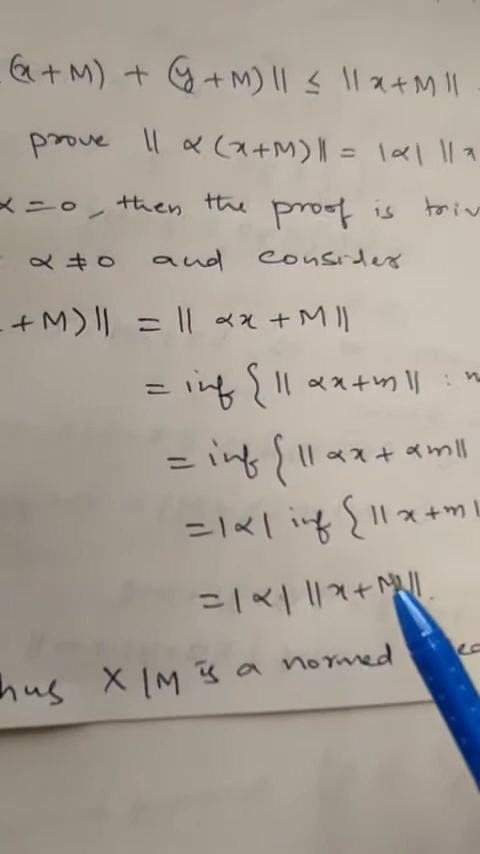 (x+M) + (y+M)|| ≤ ||x+M||
prove || α(x+M)|| = |α| ||x
α=0, then the proof is triv
α ≠ 0 and consider
+M)|| = || αx + M ||
= inf { || αx+m || :
= inf { || αx + αm||
= |α| inf { || x+m |
= |α| ||x+M||.
hus X/M is a normed